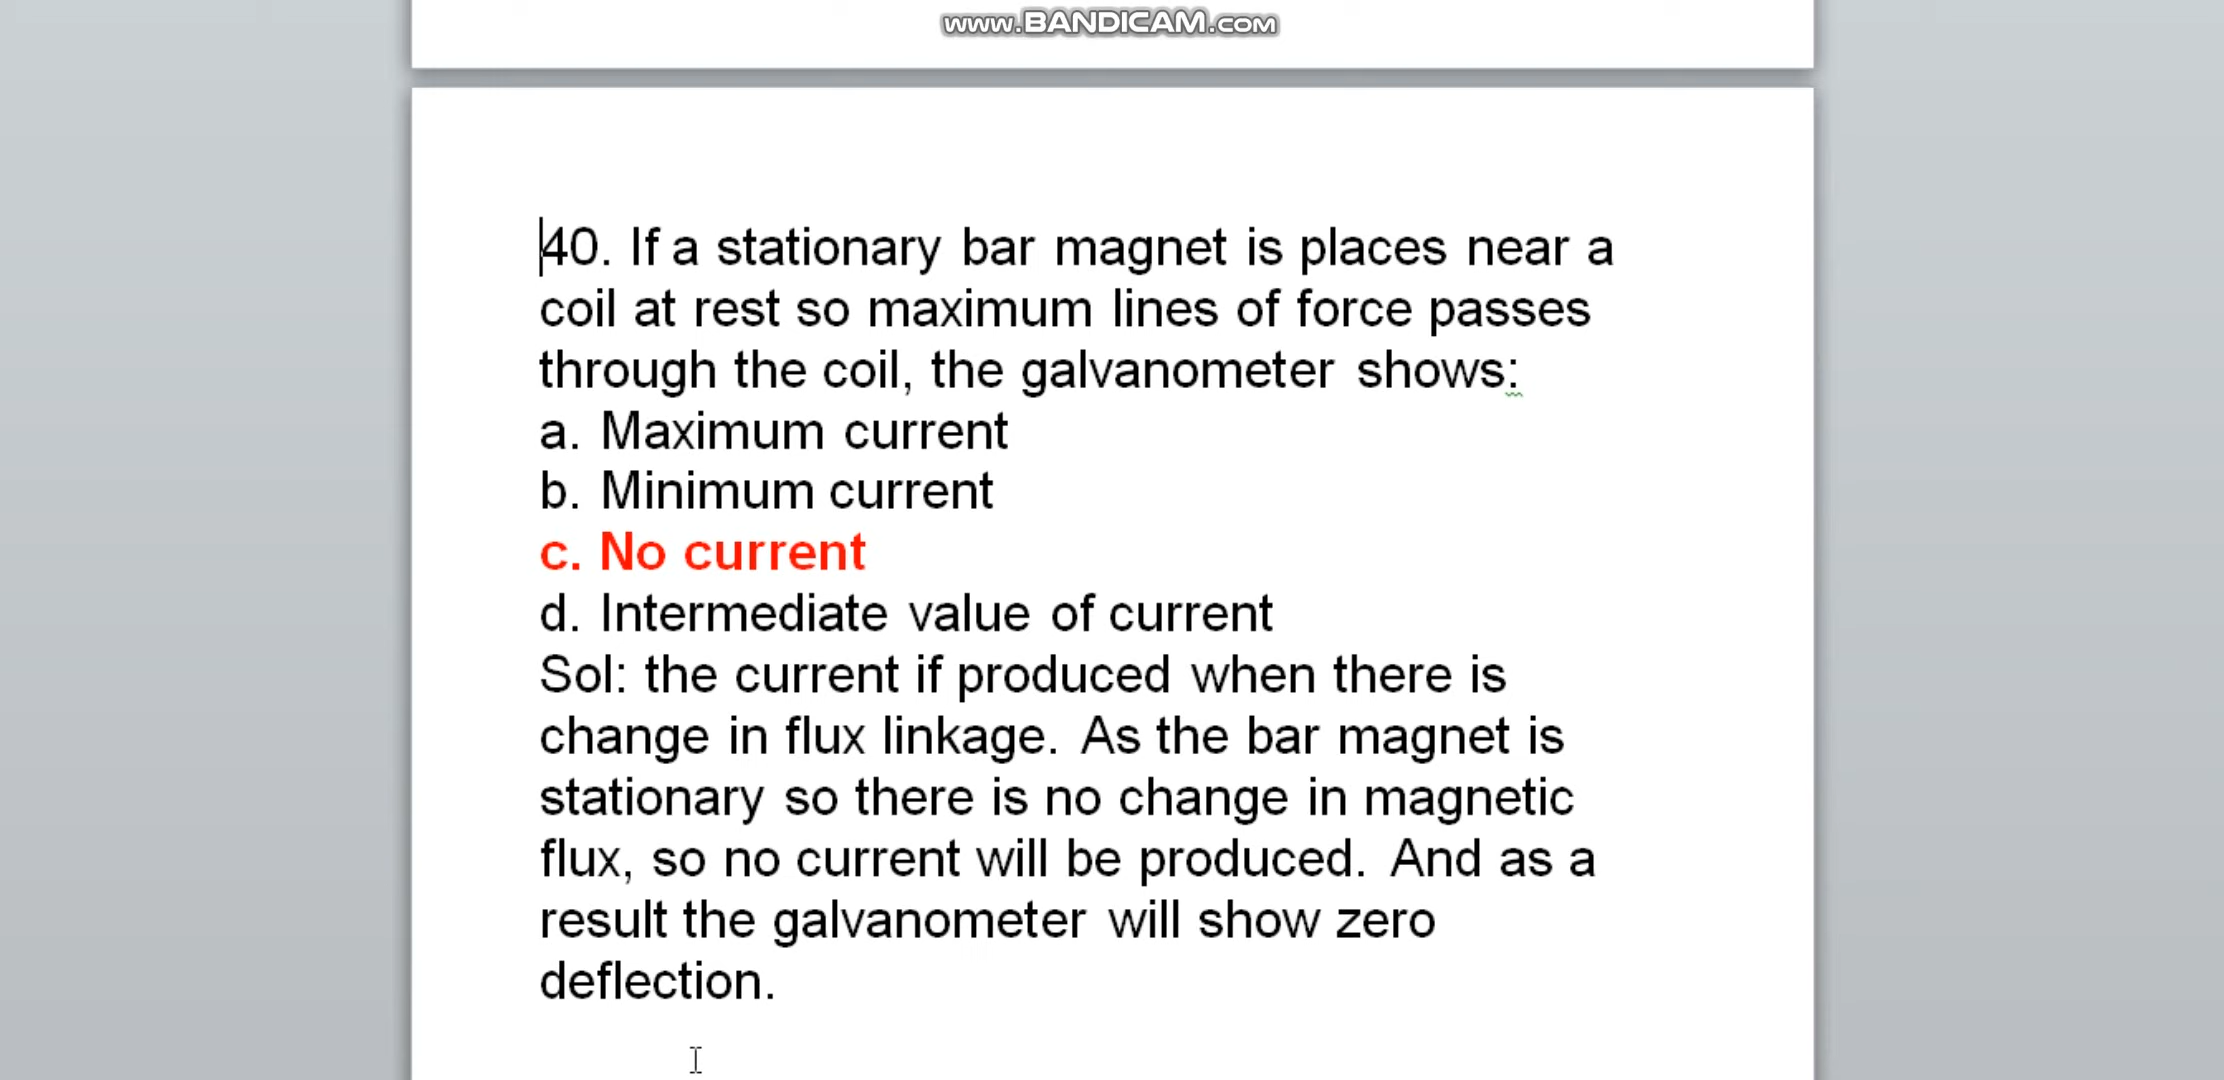 www.BANDICAM.com
40. If a stationary bar magnet is places near a
coil at rest so maximum lines of force passes
through the coil, the galvanometer shows:
a. Maximum current
b. Minimum current
c. No current
d. Intermediate value of current
Sol: the current if produced when there is
change in flux linkage. As the bar magnet is
stationary so there is no change in magnetic
flux, so no current will be produced. And as a
result the galvanometer will show zero
deflection.